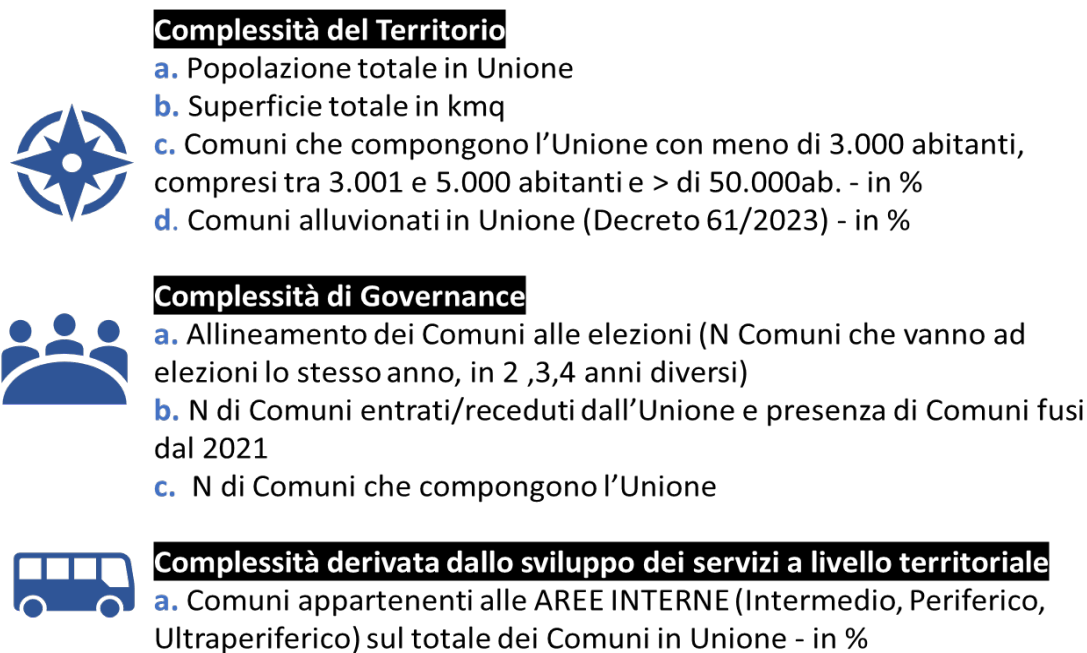 Complessità del Territorio
a. Popolazione totale in Unione
b. Superficie totale in kmq
c. Comuni che compongono l’Unione con meno di 3.000 abitanti,
compresi tra 3.001 e 5.000 abitanti e > di 50.000ab. - in %
d. Comuni alluvionati in Unione (Decreto 61/2023) - in %
Complessità di Governance
a. Allineamento dei Comuni alle elezioni (N Comuni che vanno ad
elezioni lo stesso anno, in 2 ,3,4 anni diversi)
b. N di Comuni entrati/receduti dall’Unione e presenza di Comuni fusi
dal 2021
c. N di Comuni che compongono l’Unione
Complessità derivata dallo sviluppo dei servizi a livello territoriale
a. Comuni appartenenti alle AREE INTERNE (Intermedio, Periferico,
Ultraperiferico) sul totale dei Comuni in Unione - in %